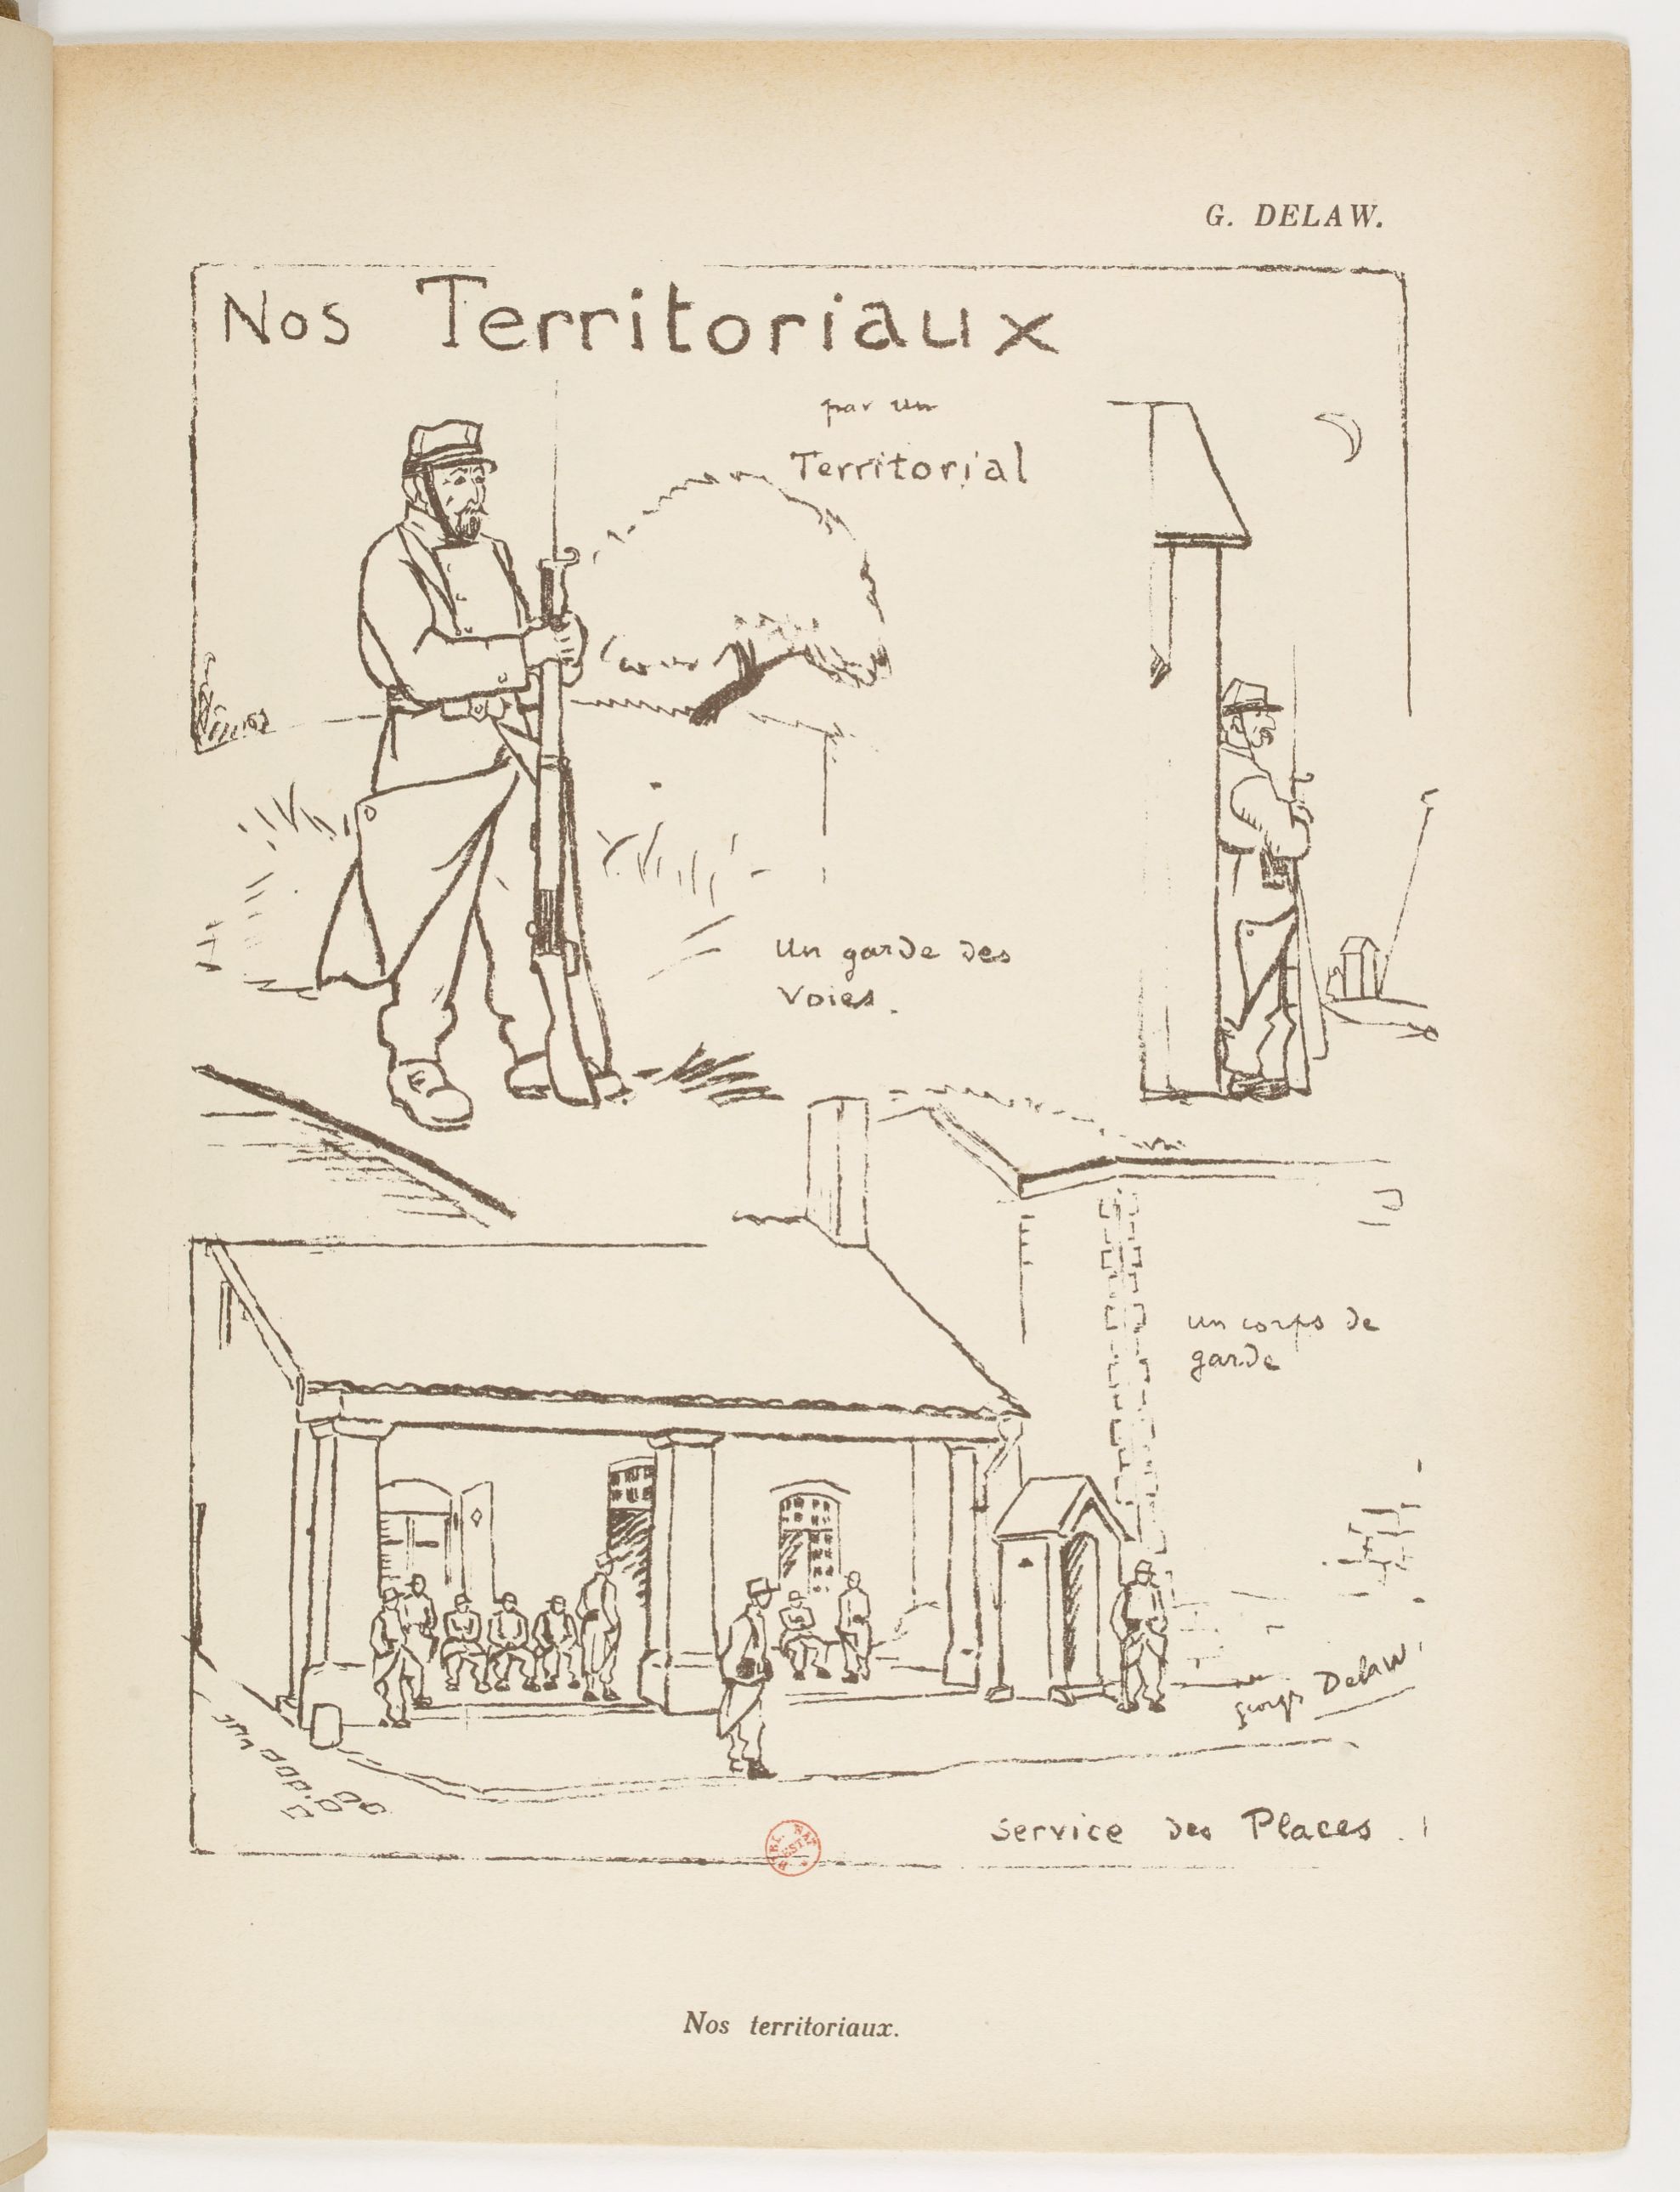 G. DELAW.
Nos Territoriaux
par un
Territorial
Un garde des
Voies.
un corps de
garde
georges Delaw
Service des Places.
Nos territoriaux.